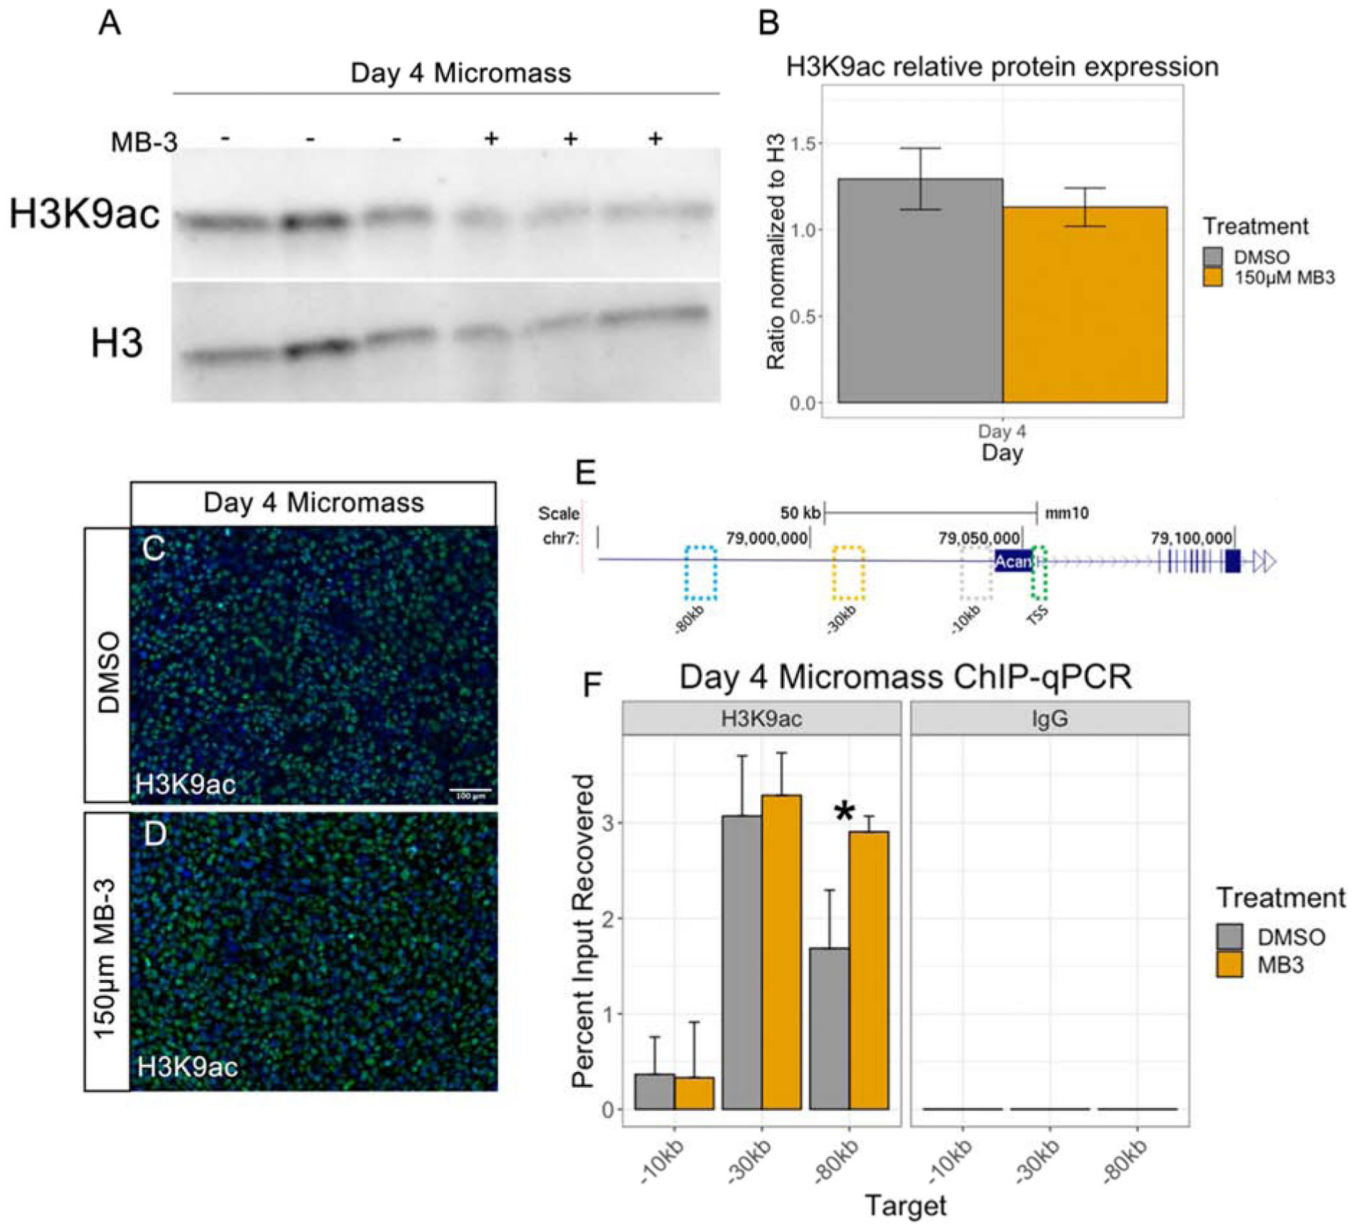 A
Day 4 Micromass
MB-3 - - - + + +
H3K9ac
H3
B
H3K9ac relative protein expression
Ratio normalized to H3
1.5
1.0
0.5
0.0
Day 4
Day
Treatment
DMSO
150µM MB3
Day 4 Micromass
DMSO
C
H3K9ac
100 µm
150µm MB-3
D
H3K9ac
E
Scale 50 kb mm10
chr7: 79,000,000 79,050,000 79,100,000
Acan
-80kb -30kb -10kb TSS
F
Day 4 Micromass ChIP-qPCR
H3K9ac IgG
Percent Input Recovered
3
2
1
0
*
-10kb -30kb -80kb -10kb -30kb -80kb
Target
Treatment
DMSO
MB3